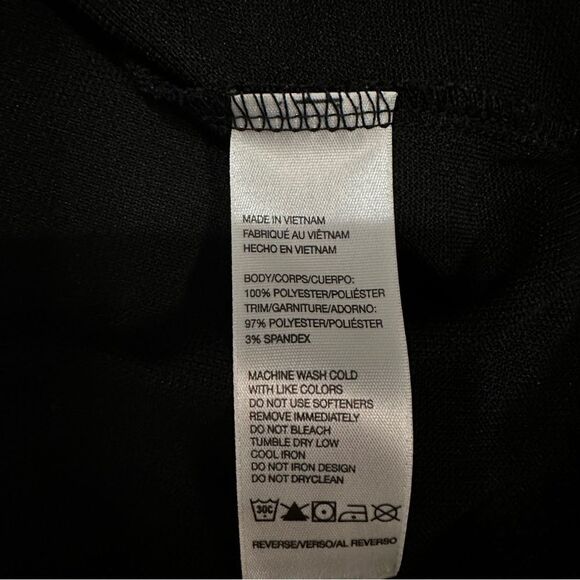 MADE IN VIETNAM
FABRIQUÉ AU VIÊTNAM
HECHO EN VIETNAM
BODY/CORPS/CUERPO:
100% POLYESTER/POLIÉSTER
TRIM/GARNITURE/ADORNO:
97% POLYESTER/POLIÉSTER
3% SPANDEX
MACHINE WASH COLD
WITH LIKE COLORS
DO NOT USE SOFTENERS
REMOVE IMMEDIATELY
DO NOT BLEACH
TUMBLE DRY LOW
COOL IRON
DO NOT IRON DESIGN
DO NOT DRYCLEAN
30C
REVERSE/VERSO/AL REVERSO